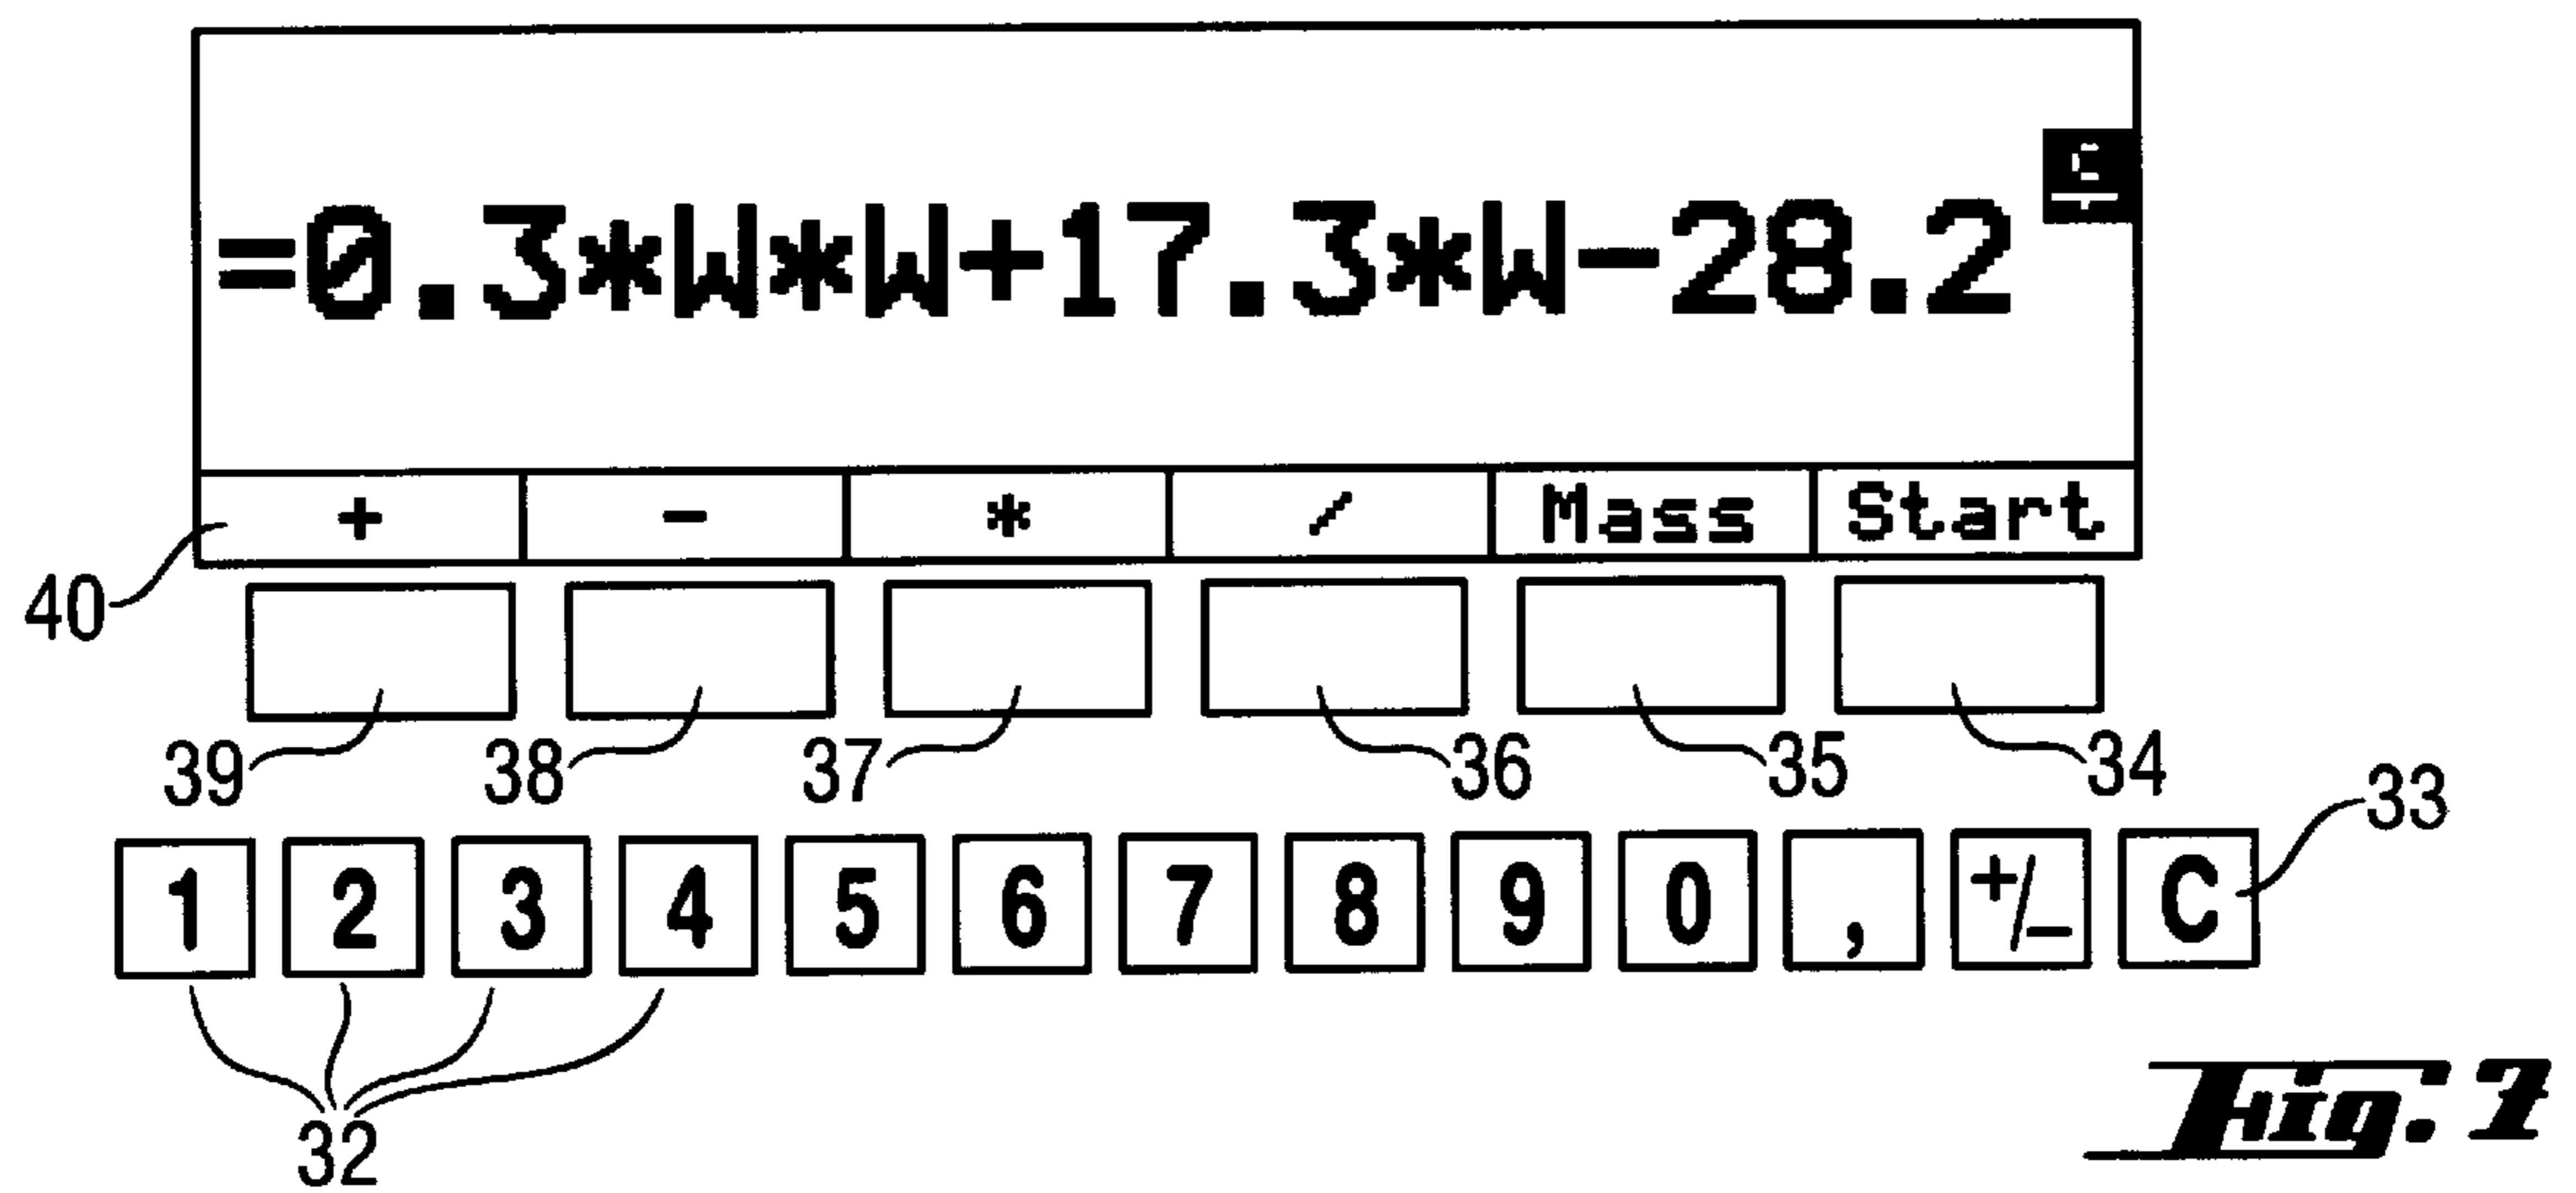 =0.3*W*W+17.3*W-28.2
+ - * / Mass Start
40
39 38 37 36 35 34
33
1 2 3 4 5 6 7 8 9 0 , +/- C
32
Fig. 7